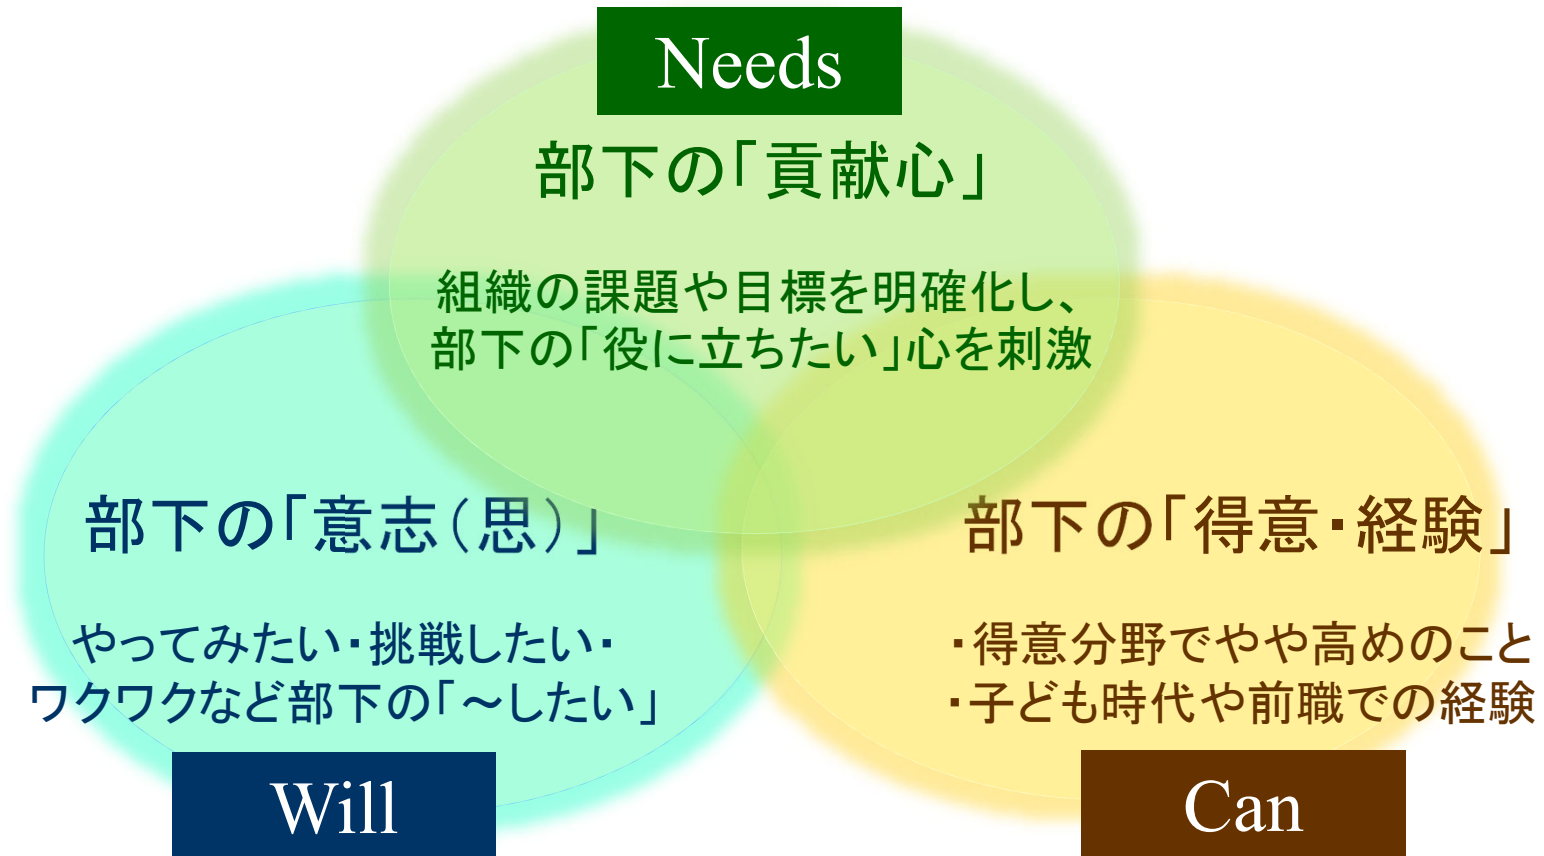 Needs
部下の「貢献心」
組織の課題や目標を明確化し、
部下の「役に立ちたい」心を刺激
部下の「意志（思）」
やってみたい・挑戦したい・
ワクワクなど部下の「～したい」
Will
部下の「得意・経験」
・得意分野でやや高めのこと
・子ども時代や前職での経験
Can